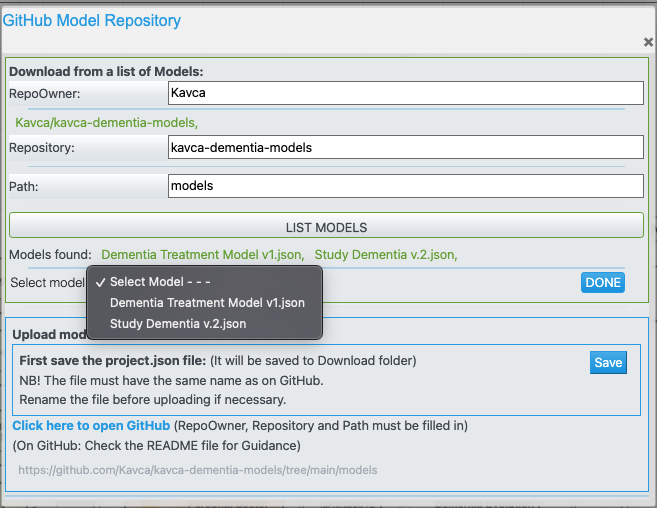 GitHub Model Repository
Download from a list of Models:
RepoOwner: Kavca
Kavca/kavca-dementia-models,
Repository: kavca-dementia-models
Path: models
LIST MODELS
Models found: Dementia Treatment Model v1.json, Study Dementia v.2.json,
Select model ✓ Select Model - - - DONE
Dementia Treatment Model v1.json
Study Dementia v.2.json
Upload
First save the project.json file: (It will be saved to Download folder) Save
NB! The file must have the same name as on GitHub.
Rename the file before uploading if necessary.
Click here to open GitHub (RepoOwner, Repository and Path must be filled in)
(On GitHub: Check the README file for Guidance)
https://github.com/Kavca/kavca-dementia-models/tree/main/models